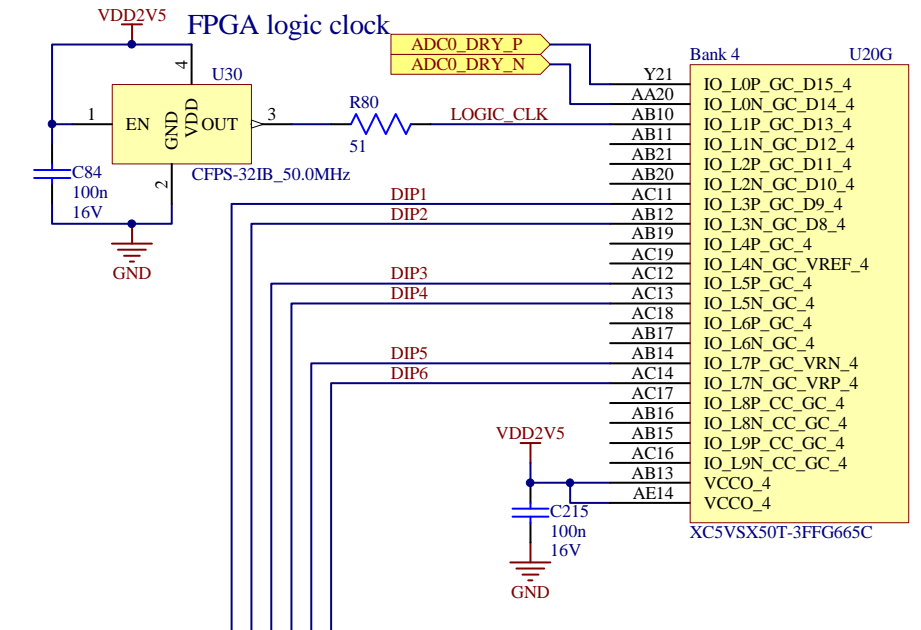 VDD2V5
FPGA logic clock
ADC0_DRY_P
ADC0_DRY_N
4
U30
1
EN
GND
VDD
OUT
3
2
CFPS-32IB_50.0MHz
C84
100n
16V
GND
R80
51
LOGIC_CLK
DIP1
DIP2
DIP3
DIP4
DIP5
DIP6
VDD2V5
C215
100n
16V
GND
Bank 4
U20G
Y21 IO_L0P_GC_D15_4
AA20 IO_L0N_GC_D14_4
AB10 IO_L1P_GC_D13_4
AB11 IO_L1N_GC_D12_4
AB21 IO_L2P_GC_D11_4
AB20 IO_L2N_GC_D10_4
AC11 IO_L3P_GC_D9_4
AB12 IO_L3N_GC_D8_4
AB19 IO_L4P_GC_4
AC19 IO_L4N_GC_VREF_4
AC12 IO_L5P_GC_4
AC13 IO_L5N_GC_4
AC18 IO_L6P_GC_4
AB17 IO_L6N_GC_4
AB14 IO_L7P_GC_VRN_4
AC14 IO_L7N_GC_VRP_4
AC17 IO_L8P_CC_GC_4
AB16 IO_L8N_CC_GC_4
AB15 IO_L9P_CC_GC_4
AC16 IO_L9N_CC_GC_4
AB13 VCCO_4
AE14 VCCO_4
XC5VSX50T-3FFG665C